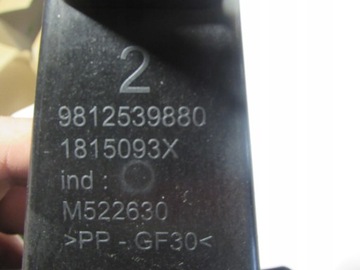 2
9812539880
1815093X
ind :
M522630
>PP - GF30<